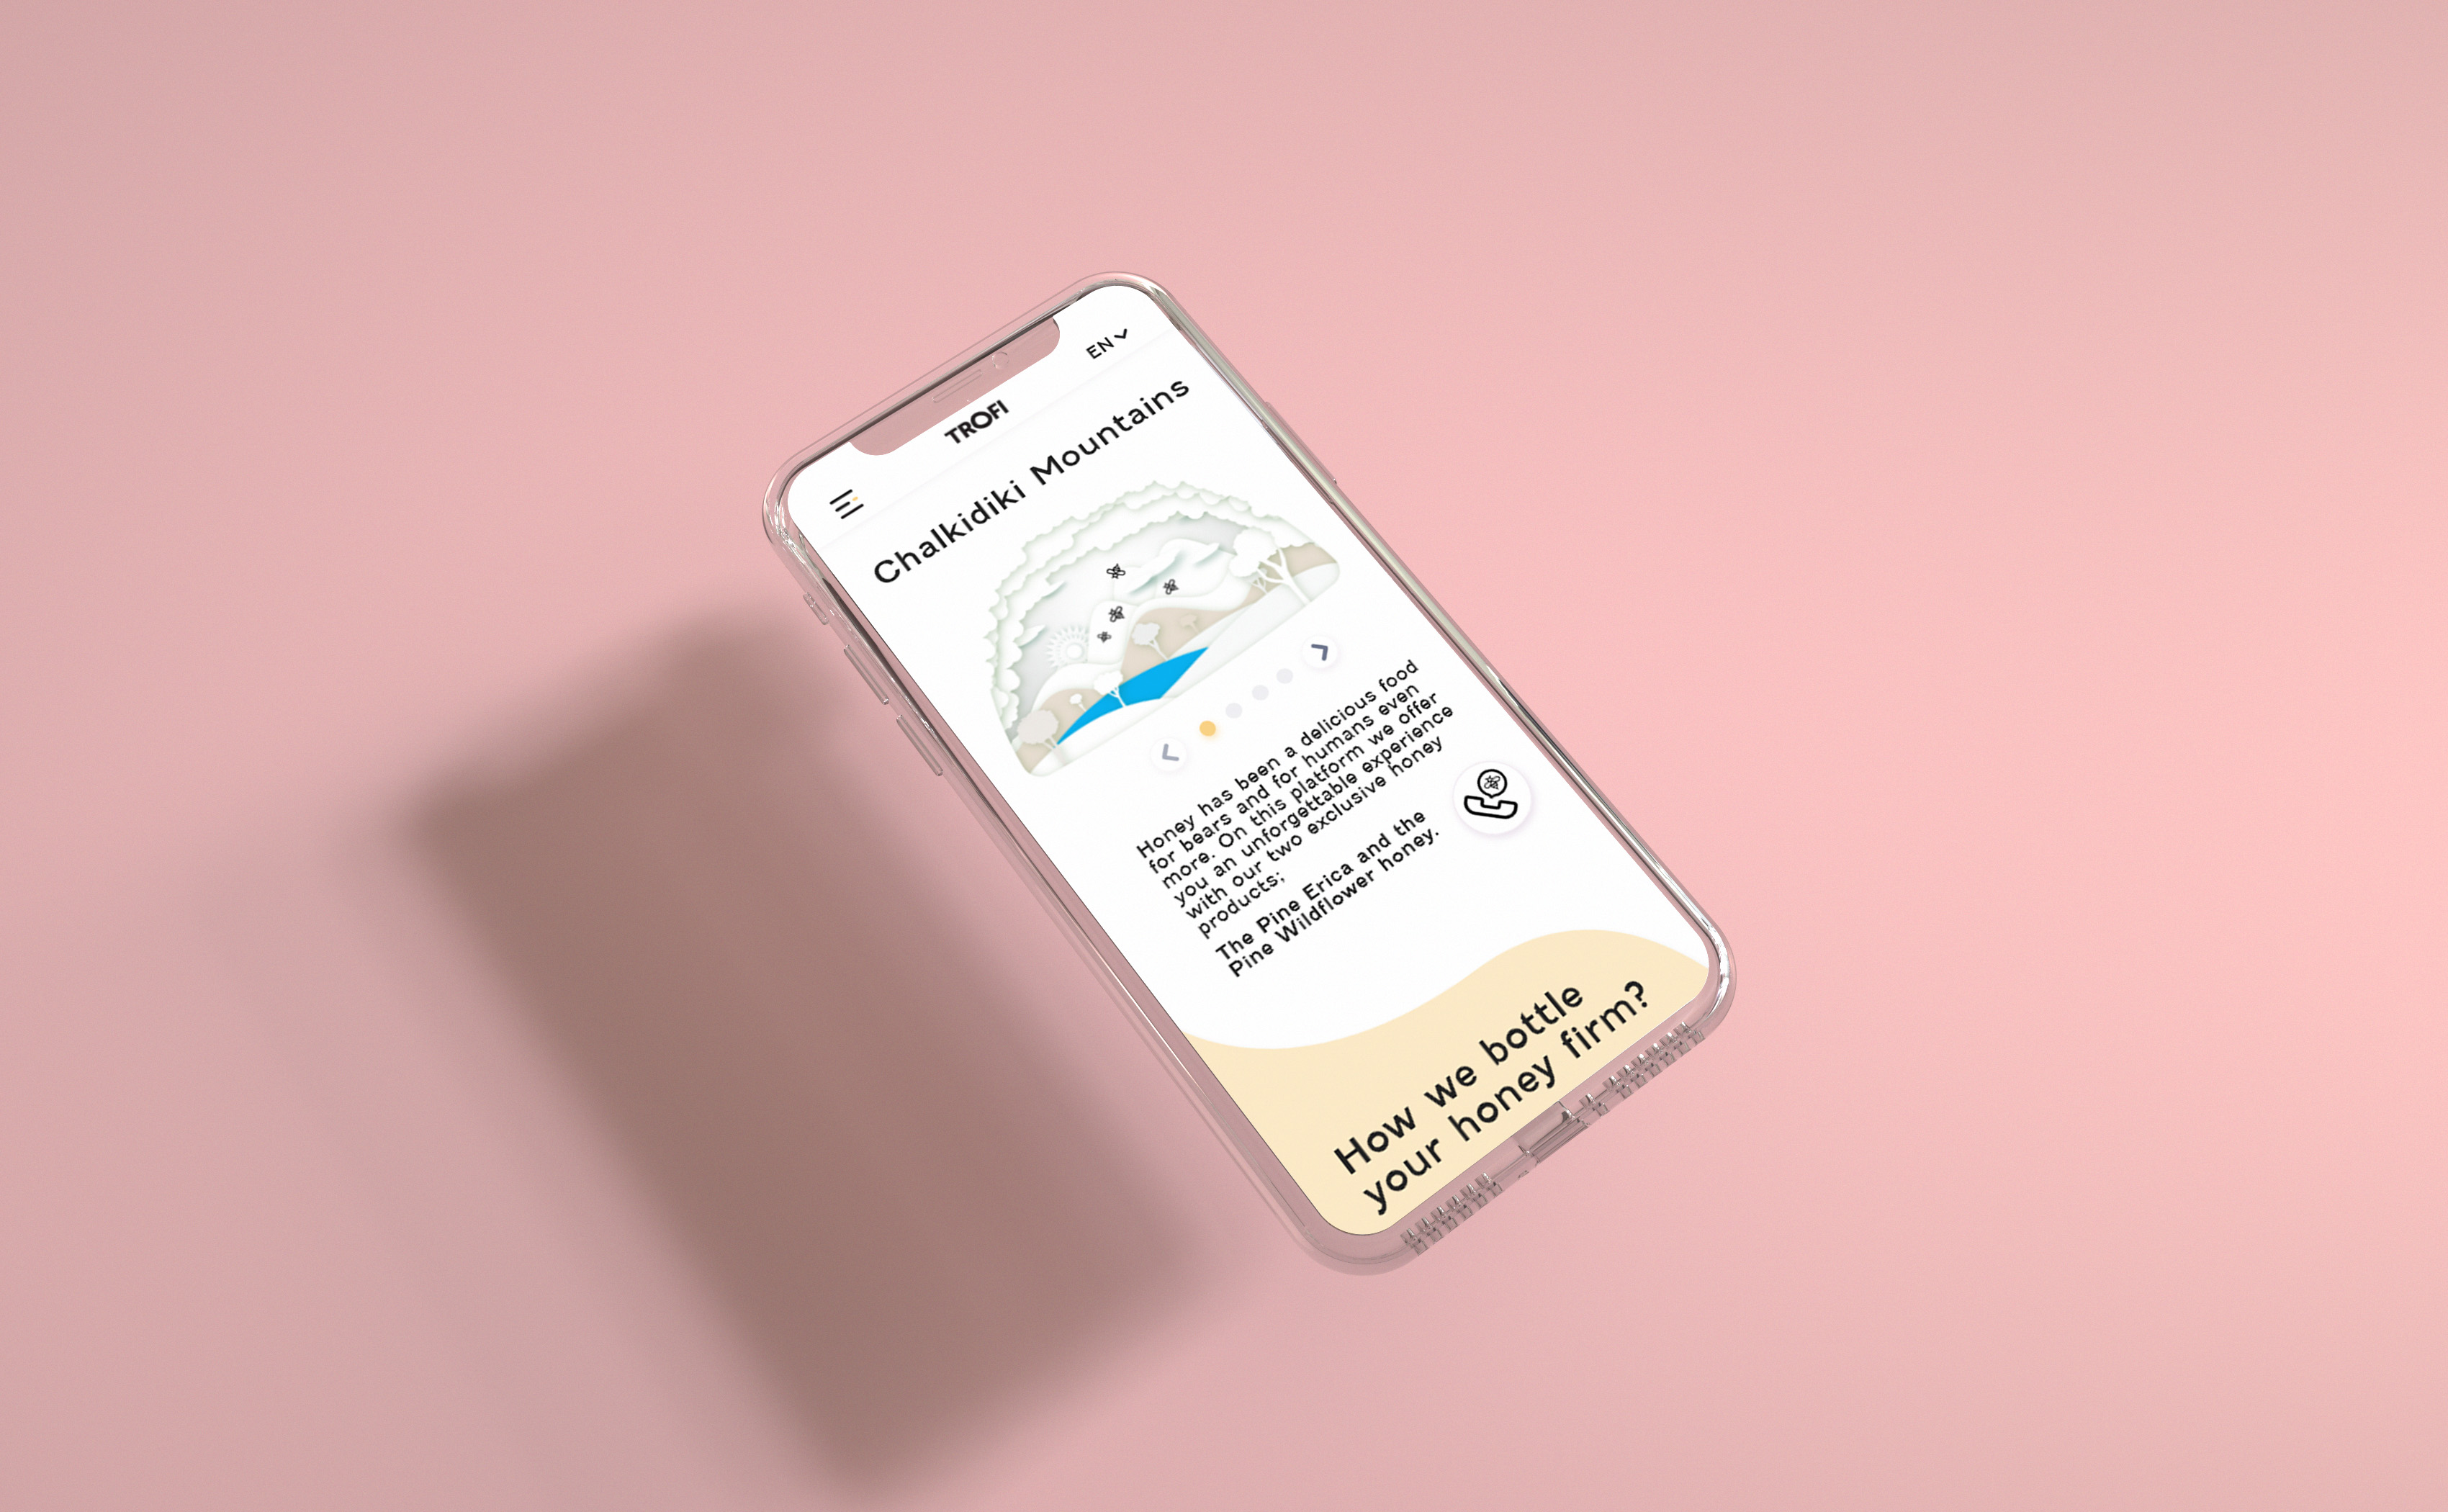 EN
TROFI
Chalkidiki Mountains
Honey has been a delicious food
for bears and for humans even
more. On this platform we offer
you an unforgettable experience
with our two exclusive honey
products;
The Pine Erica and the
Pine Wildflower honey.
How we bottle
your honey firm?